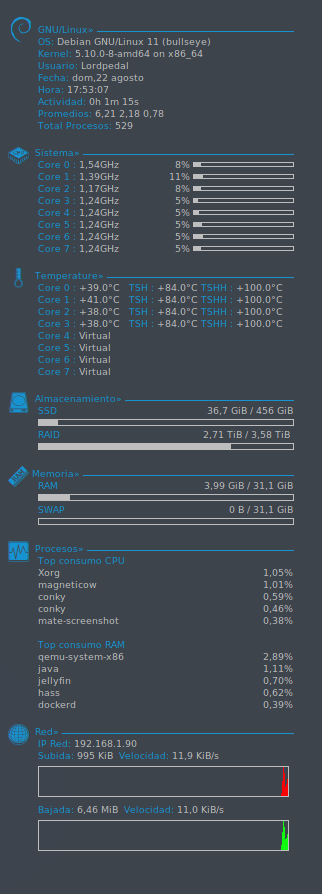 GNU/Linux»
OS: Debian GNU/Linux 11 (bullseye)
Kernel: 5.10.0-8-amd64 on x86_64
Usuario: Lordpedal
Fecha: dom,22 agosto
Hora: 17:53:07
Actividad: 0h 1m 15s
Promedios: 6,21 2,18 0,78
Total Procesos: 529
Sistema»
Core 0 : 1,54GHz 8%
Core 1 : 1,39GHz 11%
Core 2 : 1,17GHz 8%
Core 3 : 1,24GHz 5%
Core 4 : 1,24GHz 5%
Core 5 : 1,24GHz 5%
Core 6 : 1,24GHz 5%
Core 7 : 1,24GHz 5%
Temperature»
Core 0 : +39.0°C TSH : +84.0°C TSHH : +100.0°C
Core 1 : +41.0°C TSH : +84.0°C TSHH : +100.0°C
Core 2 : +38.0°C TSH : +84.0°C TSHH : +100.0°C
Core 3 : +38.0°C TSH : +84.0°C TSHH : +100.0°C
Core 4 : Virtual
Core 5 : Virtual
Core 6 : Virtual
Core 7 : Virtual
Almacenamiento»
SSD 36,7 GiB / 456 GiB
RAID 2,71 TiB / 3,58 TiB
Memoria»
RAM 3,99 GiB / 31,1 GiB
SWAP 0 B / 31,1 GiB
Procesos»
Top consumo CPU
Xorg 1,05%
magneticow 1,01%
conky 0,59%
conky 0,46%
mate-screenshot 0,38%
Top consumo RAM
qemu-system-x86 2,89%
java 1,11%
jellyfin 0,70%
hass 0,62%
dockerd 0,39%
Red»
IP Red: 192.168.1.90
Subida: 995 KiB Velocidad: 11,9 KiB/s
Bajada: 6,46 MiB Velocidad: 11,0 KiB/s